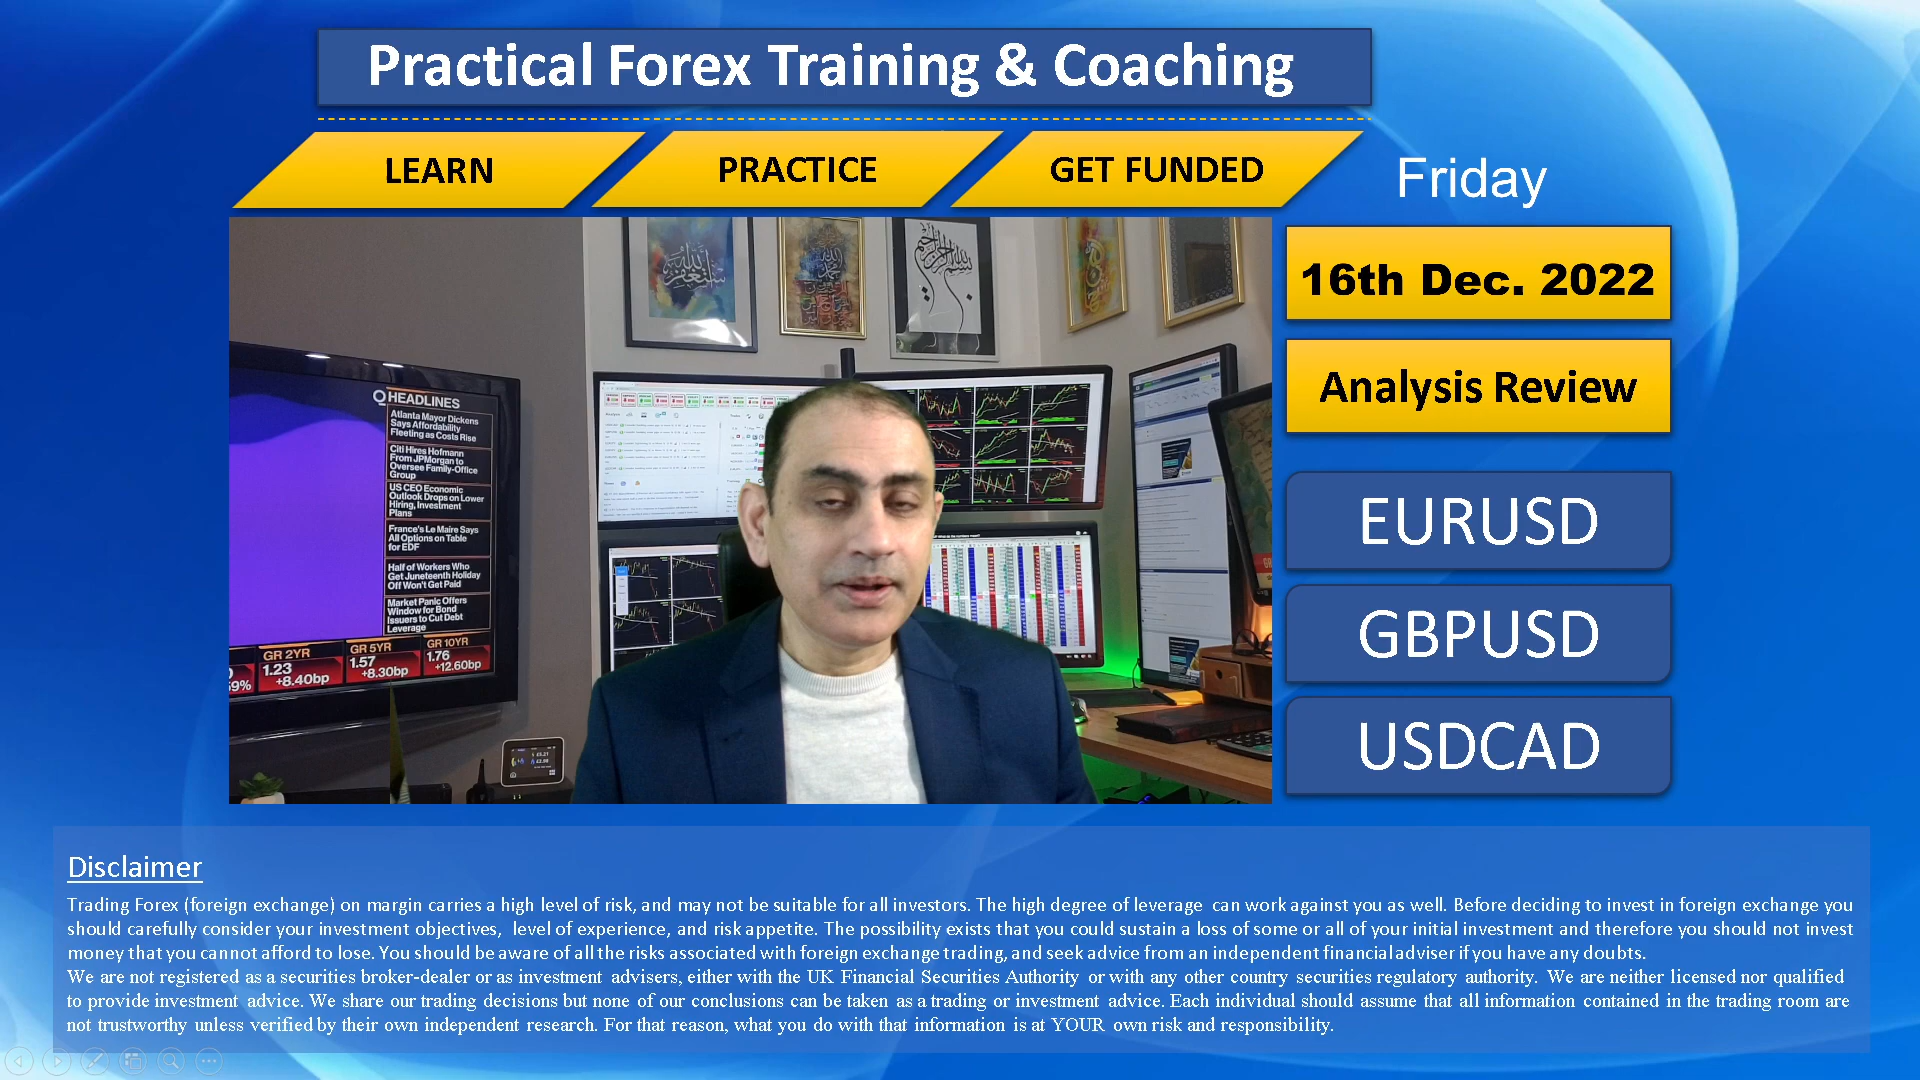 Practical Forex Training & Coaching
LEARN
PRACTICE
GET FUNDED
Friday
16th Dec. 2022
Analysis Review
EURUSD
GBPUSD
USDCAD
HEADLINES
Atlanta Mayor Dickens
Says Affordability
Fleeting as Costs Rise
Citi Hires Hofmann
From JPMorgan to
Oversee Family-Office
Group
US CEO Economic
Outlook Drops on Lower
Hiring, Investment
Plans
France's Le Maire Says
All Options on Table
for EDF
Half of Workers Who
Get Juneteenth Holiday
Off Won't Get Paid
Market Panic Offers
Window for Bond
Issuers to Cut Debt
Leverage
GR 2YR
1.23
+8.40bp
GR 5YR
1.57
+8.30bp
GR 10YR
1.76
+12.60bp
Disclaimer
Trading Forex (foreign exchange) on margin carries a high level of risk, and may not be suitable for all investors. The high degree of leverage can work against you as well. Before deciding to invest in foreign exchange you
should carefully consider your investment objectives, level of experience, and risk appetite. The possibility exists that you could sustain a loss of some or all of your initial investment and therefore you should not invest
money that you cannot afford to lose. You should be aware of all the risks associated with foreign exchange trading, and seek advice from an independent financial adviser if you have any doubts.
We are not registered as a securities broker-dealer or as investment advisers, either with the UK Financial Securities Authority or with any other country securities regulatory authority. We are neither licensed nor qualified
to provide investment advice. We share our trading decisions but none of our conclusions can be taken as a trading or investment advice. Each individual should assume that all information contained in the trading room are
not trustworthy unless verified by their own independent research. For that reason, what you do with that information is at YOUR own risk and responsibility.